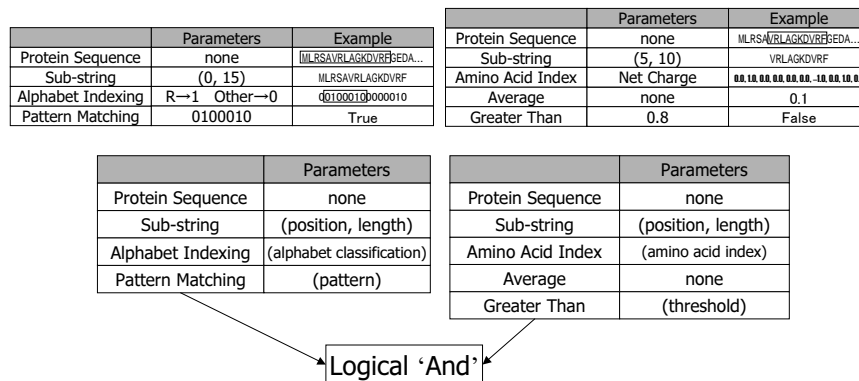 Parameters Example
Protein Sequence none MLRSAVRLAGKDVRFGEDA...
Sub-string (0, 15) MLRSAVRLAGKDVRF
Alphabet Indexing R→1 Other→0 0010001000000010
Pattern Matching 0100010 True
Parameters Example
Protein Sequence none MLRSAVRLAGKDVRFGEDA...
Sub-string (5, 10) VRLAGKDVRF
Amino Acid Index Net Charge
Average none 0.1
Greater Than 0.8 False
Parameters
Protein Sequence none
Sub-string (position, length)
Alphabet Indexing (alphabet classification)
Pattern Matching (pattern)
Parameters
Protein Sequence none
Sub-string (position, length)
Amino Acid Index (amino acid index)
Average none
Greater Than (threshold)
Logical ‘And’